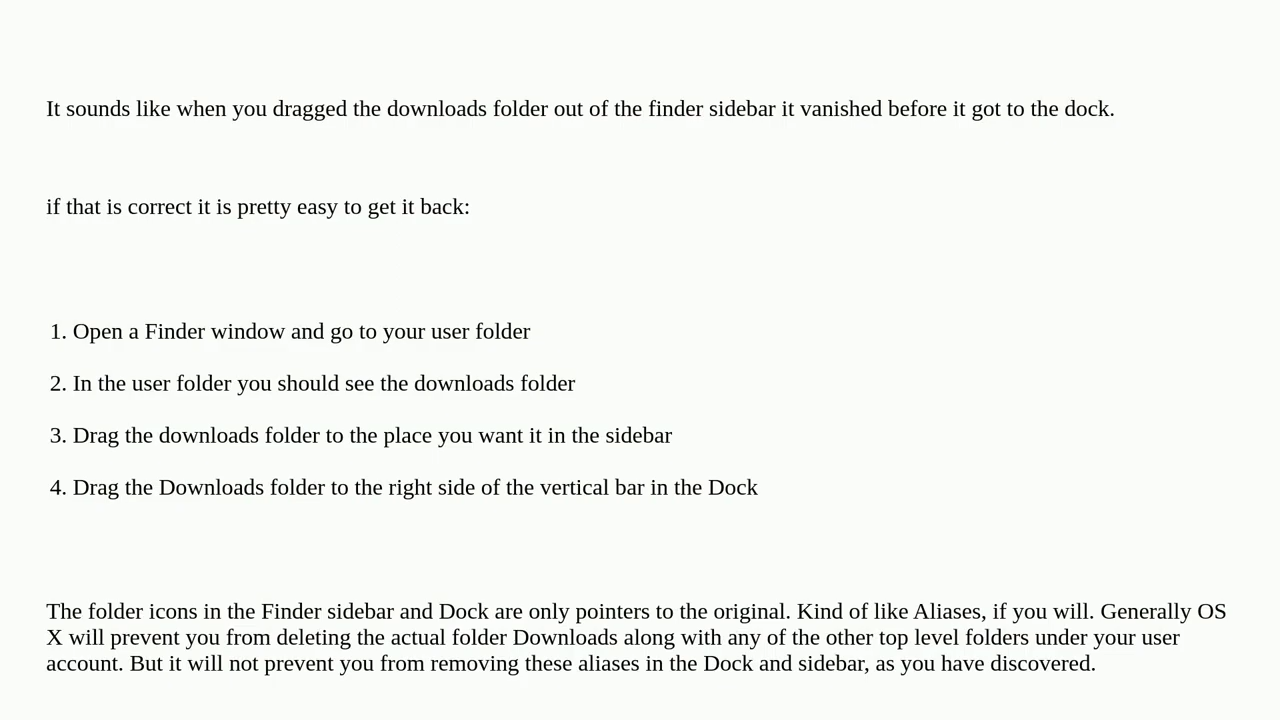 It sounds like when you dragged the downloads folder out of the finder sidebar it vanished before it got to the dock.
if that is correct it is pretty easy to get it back:
1. Open a Finder window and go to your user folder
2. In the user folder you should see the downloads folder
3. Drag the downloads folder to the place you want it in the sidebar
4. Drag the Downloads folder to the right side of the vertical bar in the Dock
The folder icons in the Finder sidebar and Dock are only pointers to the original. Kind of like Aliases, if you will. Generally OS
X will prevent you from deleting the actual folder Downloads along with any of the other top level folders under your user
account. But it will not prevent you from removing these aliases in the Dock and sidebar, as you have discovered.